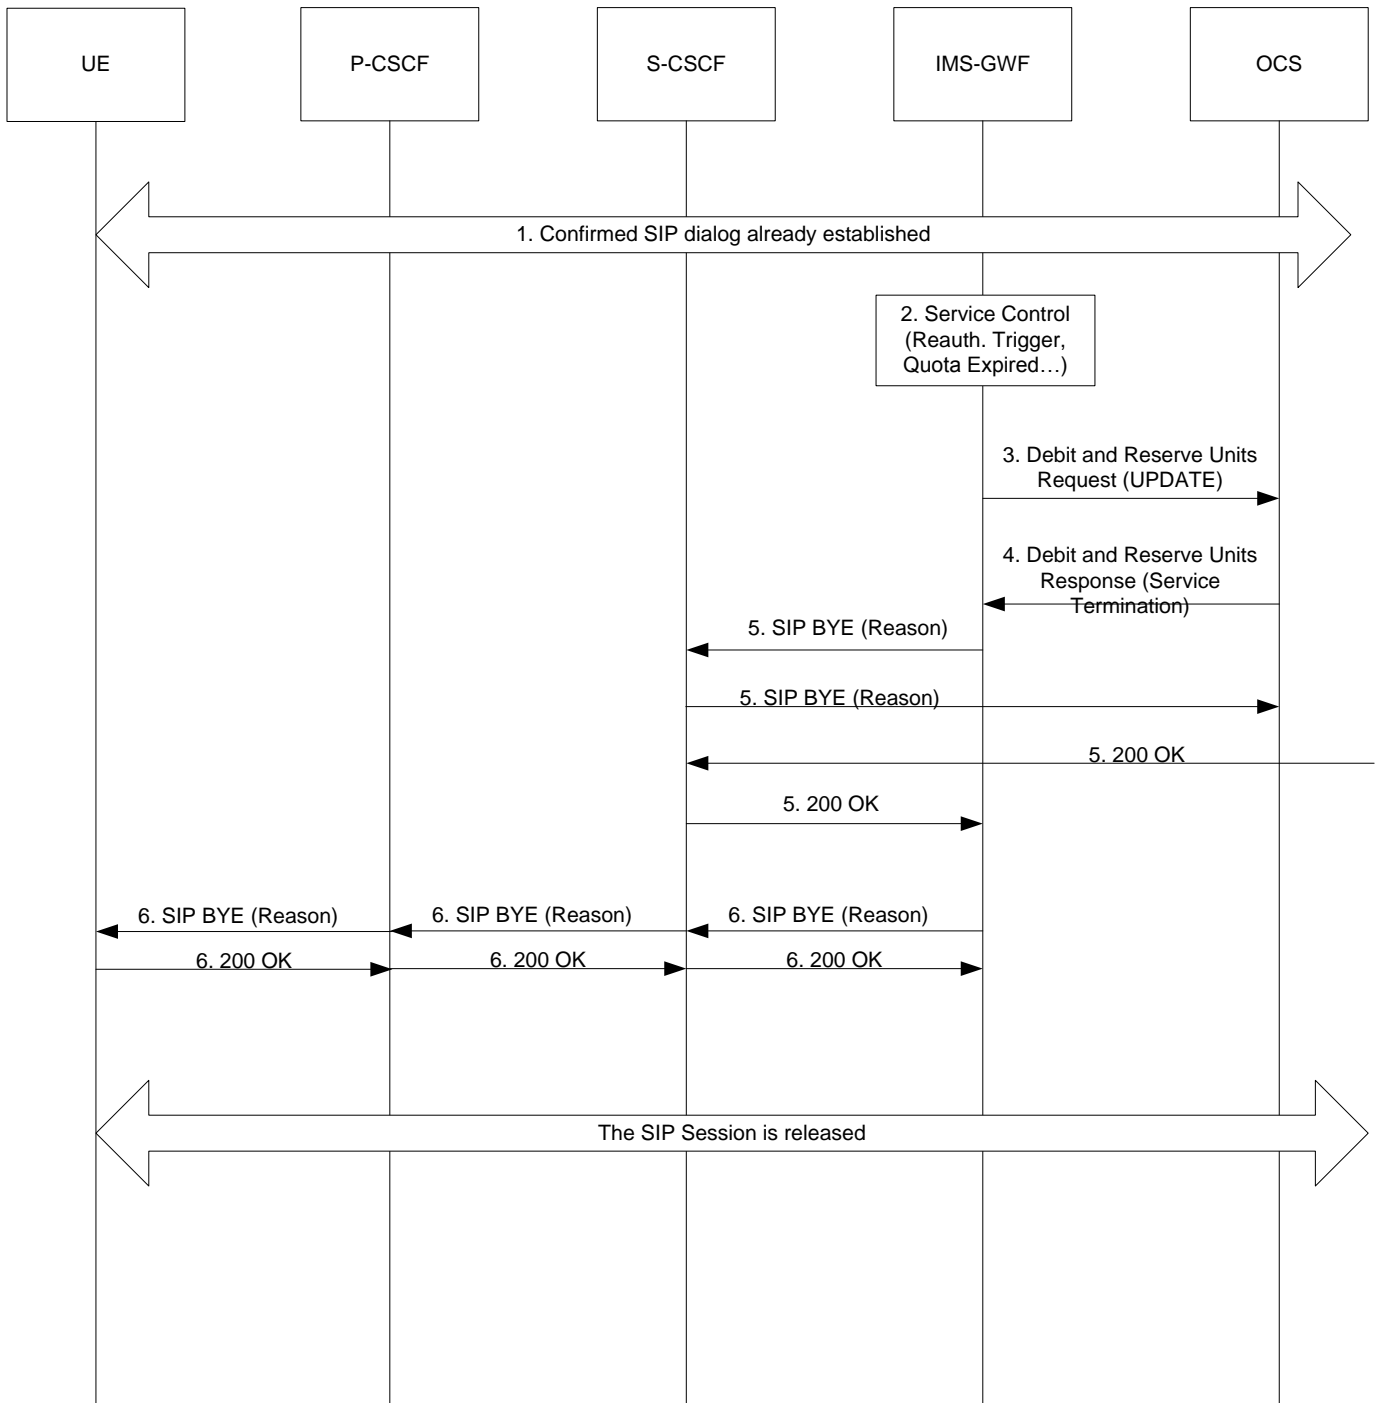 UE
P-CSCF
S-CSCF
IMS-GWF
OCS
1. Confirmed SIP dialog already established
2. Service Control
(Reauth. Trigger,
Quota Expired…)
3. Debit and Reserve Units
Request (UPDATE)
4. Debit and Reserve Units
Response (Service
Termination)
5. SIP BYE (Reason)
5. SIP BYE (Reason)
5. 200 OK
5. 200 OK
6. SIP BYE (Reason)
6. SIP BYE (Reason)
6. SIP BYE (Reason)
6. 200 OK
6. 200 OK
6. 200 OK
The SIP Session is released